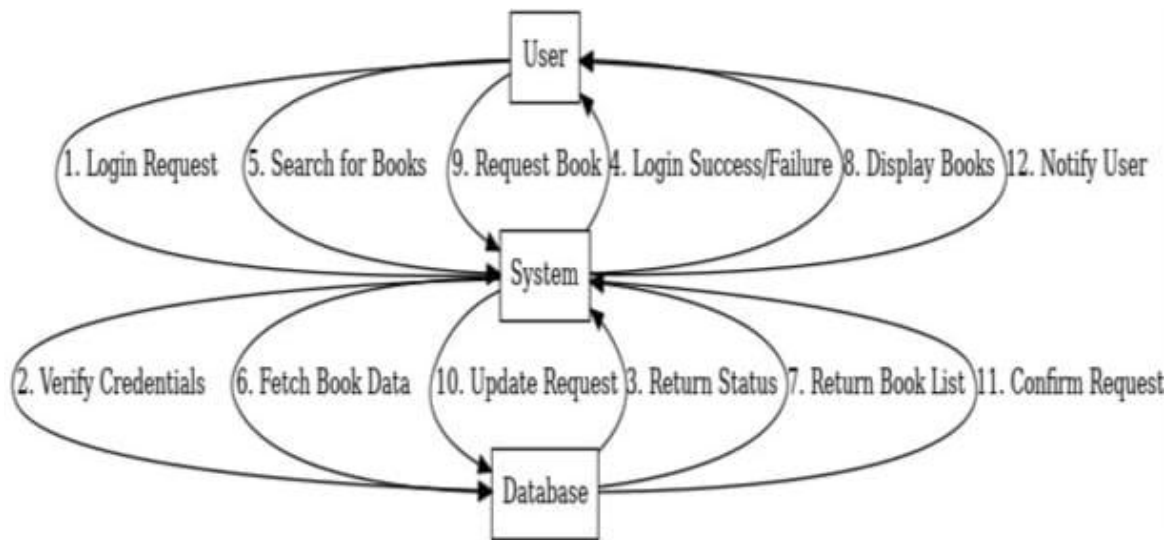 User
1. Login Request
5. Search for Books
9. Request Book
4. Login Success/Failure
8. Display Books
12. Notify User
System
2. Verify Credentials
6. Fetch Book Data
10. Update Request
3. Return Status
7. Return Book List
11. Confirm Request
Database